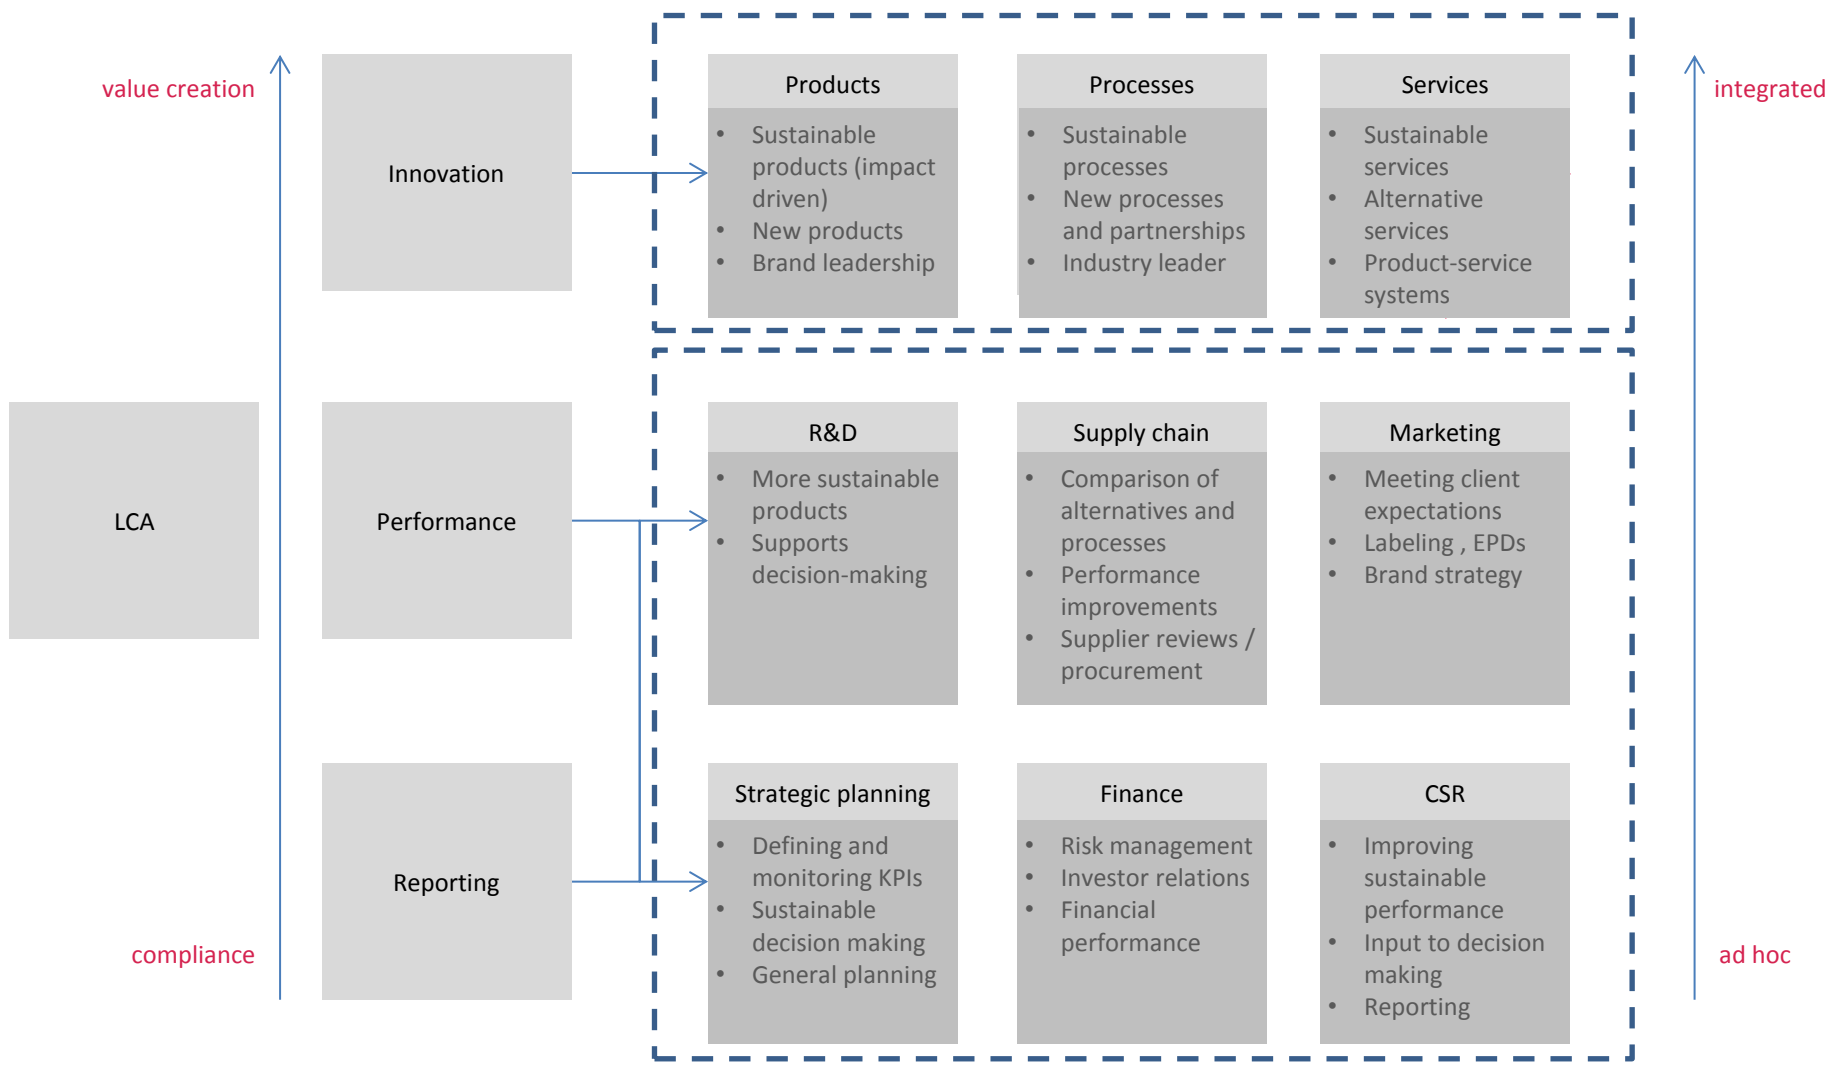 value creation
integrated
Innovation
Products
• Sustainable
products (impact
driven)
• New products
• Brand leadership
Processes
• Sustainable
processes
• New processes
and partnerships
• Industry leader
Services
• Sustainable
services
• Alternative
services
• Product-service
systems
LCA
Performance
R&D
• More sustainable
products
• Supports
decision-making
Supply chain
• Comparison of
alternatives and
processes
• Performance
improvements
• Supplier reviews /
procurement
Marketing
• Meeting client
expectations
• Labeling , EPDs
• Brand strategy
Reporting
Strategic planning
• Defining and
monitoring KPIs
• Sustainable
decision making
• General planning
Finance
• Risk management
• Investor relations
• Financial
performance
CSR
• Improving
sustainable
performance
• Input to decision
making
• Reporting
compliance
ad hoc